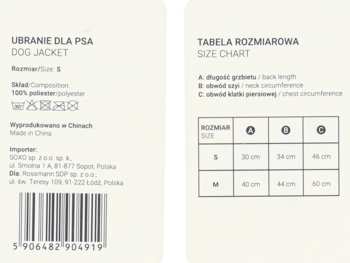 UBRANIE DLA PSA
DOG JACKET
Rozmiar/Size: S
Skład/Composition:
100% poliester/polyester
30°
Wyprodukowano w Chinach
Made in China
Importer:
SOXO sp. z o.o. sp. k.,
ul. Smolna 1 A, 81-877 Sopot, Polska
Dla: Rossmann SDP sp. z o.o.,
ul. św. Teresy 109, 91-222 Łódź, Polska
5 906482 904919
TABELA ROZMIAROWA
SIZE CHART
A: długość grzbietu / back length
B: obwód szyi / neck circumference
C: obwód klatki piersiowej / chest circumference
ROZMIAR SIZE A B C
S 30 cm 34 cm 46 cm
M 40 cm 44 cm 60 cm